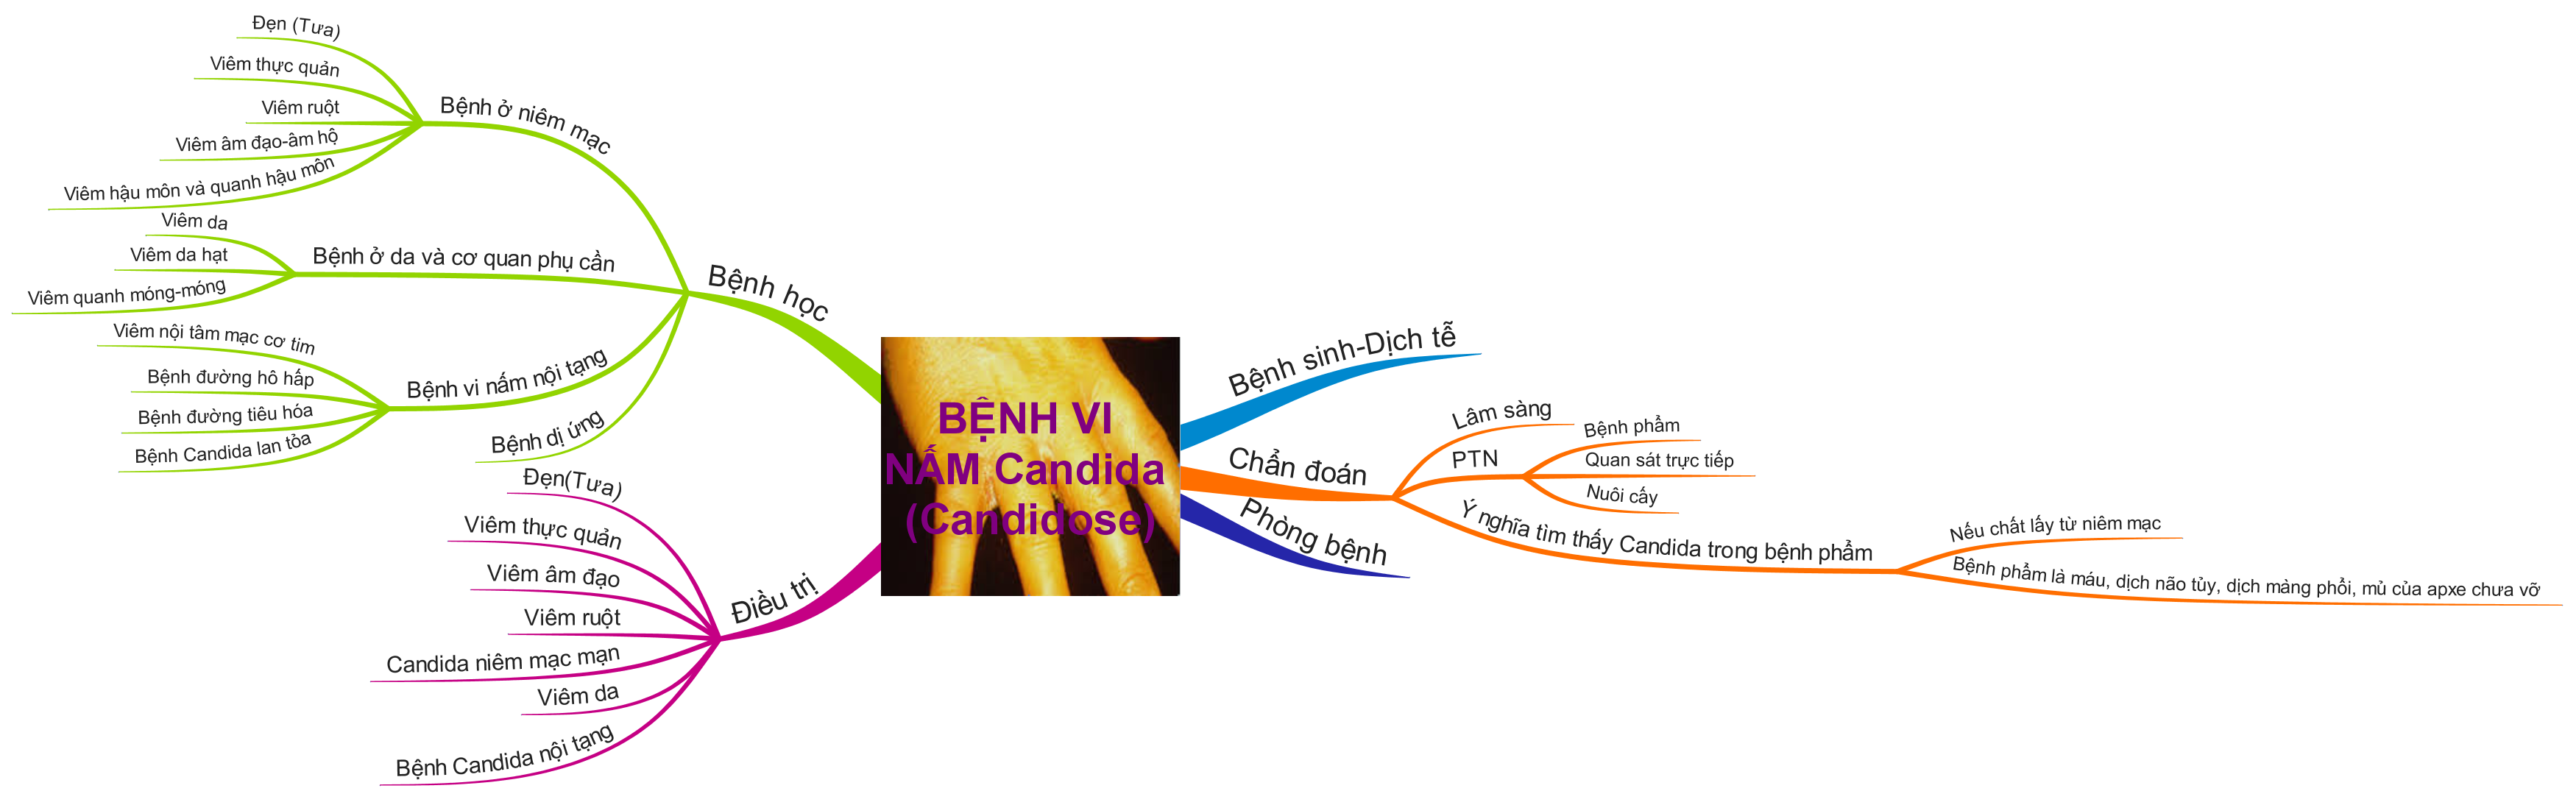 BỆNH VI
NẤM Candida
(Candidose)
Bệnh sinh-Dịch tễ
Chẩn đoán
Lâm sàng
PTN
Bệnh phẩm
Quan sát trực tiếp
Nuôi cấy
Ý nghĩa tìm thấy Candida trong bệnh phẩm
Nếu chất lấy từ niêm mạc
Bệnh phẩm là máu, dịch não tủy, dịch màng phổi, mủ của apxe chưa vỡ
Phòng bệnh
Bệnh học
Bệnh ở niêm mạc
Đẹn (Tưa)
Viêm thực quản
Viêm ruột
Viêm âm đạo-âm hộ
Viêm hậu môn và quanh hậu môn
Bệnh ở da và cơ quan phụ cần
Viêm da
Viêm da hạt
Viêm quanh móng-móng
Bệnh vi nấm nội tạng
Viêm nội tâm mạc cơ tim
Bệnh đường hô hấp
Bệnh đường tiêu hóa
Bệnh Candida lan tỏa
Bệnh dị ứng
Điều trị
Đẹn(Tưa)
Viêm thực quản
Viêm âm đạo
Viêm ruột
Candida niêm mạc mạn
Viêm da
Bệnh Candida nội tạng